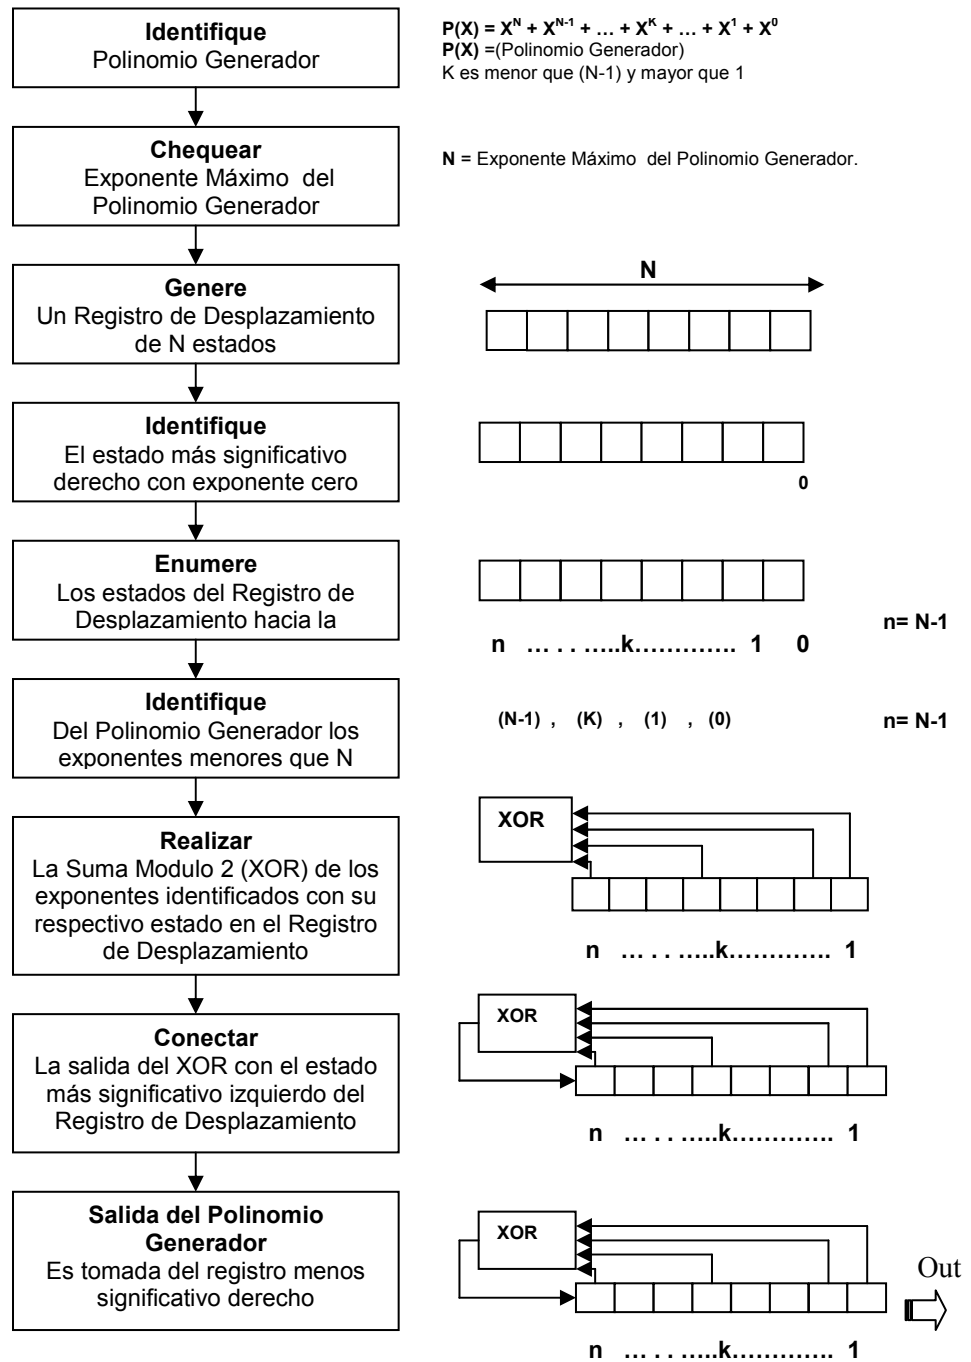 Identifique
Polinomio Generador
P(X) = X^N + X^{N-1} + … + X^K + … + X^1 + X^0
P(X) =(Polinomio Generador)
K es menor que (N-1) y mayor que 1
Chequear
Exponente Máximo del
Polinomio Generador
N = Exponente Máximo del Polinomio Generador.
Genere
Un Registro de Desplazamiento
de N estados
N
Identifique
El estado más significativo
derecho con exponente cero
0
Enumere
Los estados del Registro de
Desplazamiento hacia la
n … . . …..k…………. 1 0
n= N-1
Identifique
Del Polinomio Generador los
exponentes menores que N
(N-1) , (K) , (1) , (0)
n= N-1
Realizar
La Suma Modulo 2 (XOR) de los
exponentes identificados con su
respectivo estado en el Registro
de Desplazamiento
XOR
n … . . …..k…………. 1
Conectar
La salida del XOR con el estado
más significativo izquierdo del
Registro de Desplazamiento
XOR
n … . . …..k…………. 1
Salida del Polinomio
Generador
Es tomada del registro menos
significativo derecho
XOR
Out
n … . . …..k…………. 1